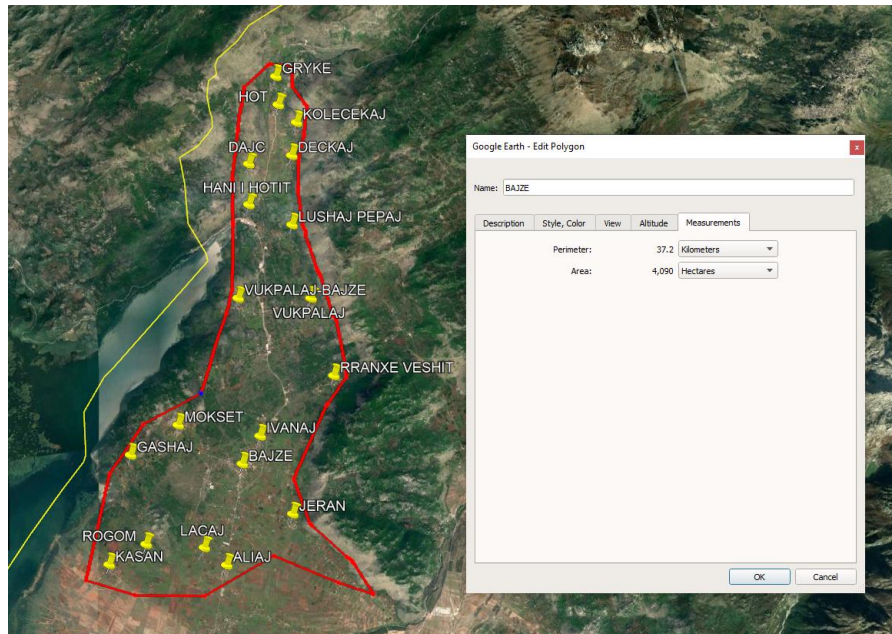 GRYKE
HOT
KOLECEKAJ
DAJC
DECKAJ
HANI I HOTIT
LUSHAJ PEPAJ
VUKPALAJ-BAJZE
VUKPALAJ
RRANXE VESHIT
MOKSET
IVANAJ
GASHAJ
BAJZE
JERAN
ROGOM
LACAJ
KASAN
ALIAJ
Google Earth - Edit Polygon
x
Name: BAJZE
Description Style, Color View Altitude Measurements
Perimeter: 37.2 Kilometers
Area: 4,090 Hectares
OK Cancel